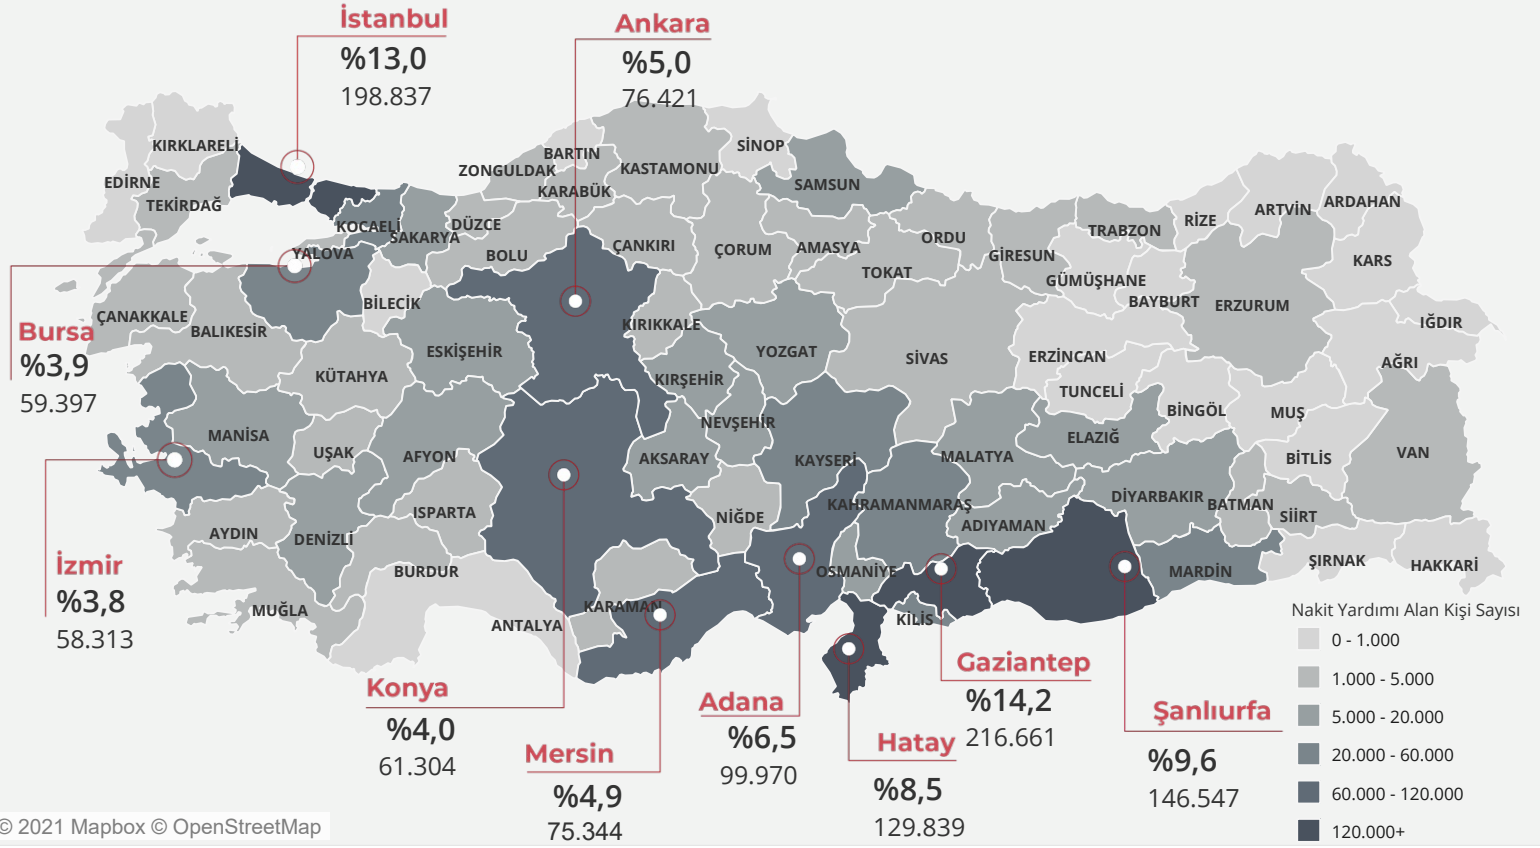 İstanbul
%13,0
198.837
Ankara
%5,0
76.421
KIRKLARELİ
EDİRNE
TEKİRDAĞ
ZONGULDAK
BARTIN
KARABÜK
KASTAMONU
SİNOP
SAMSUN
KOCAELİ
SAKARYA
DÜZCE
BOLU
YALOVA
ÇANKIRI
ÇORUM
AMASYA
TOKAT
ORDU
GİRESUN
TRABZON
RİZE
ARTVİN
ARDAHAN
KARS
GÜMÜŞHANE
BAYBURT
ERZURUM
IĞDIR
AĞRI
ÇANAKKALE
BALIKESİR
BİLECİK
ESKİŞEHİR
KÜTAHYA
KIRIKKALE
KIRŞEHİR
YOZGAT
SİVAS
ERZİNCAN
TUNCELİ
BİNGÖL
MUŞ
BİTLİS
VAN
Bursa
%3,9
59.397
MANİSA
UŞAK
AFYON
NEVŞEHİR
AKSARAY
KAYSERİ
MALATYA
ELAZIĞ
DİYARBAKIR
BATMAN
SİİRT
KAHRAMANMARAŞ
ADIYAMAN
AYDIN
DENİZLİ
ISPARTA
NİĞDE
BURDUR
MUĞLA
ANTALYA
KARAMAN
OSMANİYE
KİLİS
MARDİN
ŞIRNAK
HAKKARİ
İzmir
%3,8
58.313
Konya
%4,0
61.304
Mersin
%4,9
75.344
Adana
%6,5
99.970
Hatay
%8,5
129.839
Gaziantep
%14,2
216.661
Şanlıurfa
%9,6
146.547
Nakit Yardımı Alan Kişi Sayısı
0 - 1.000
1.000 - 5.000
5.000 - 20.000
20.000 - 60.000
60.000 - 120.000
120.000+
© 2021 Mapbox © OpenStreetMap